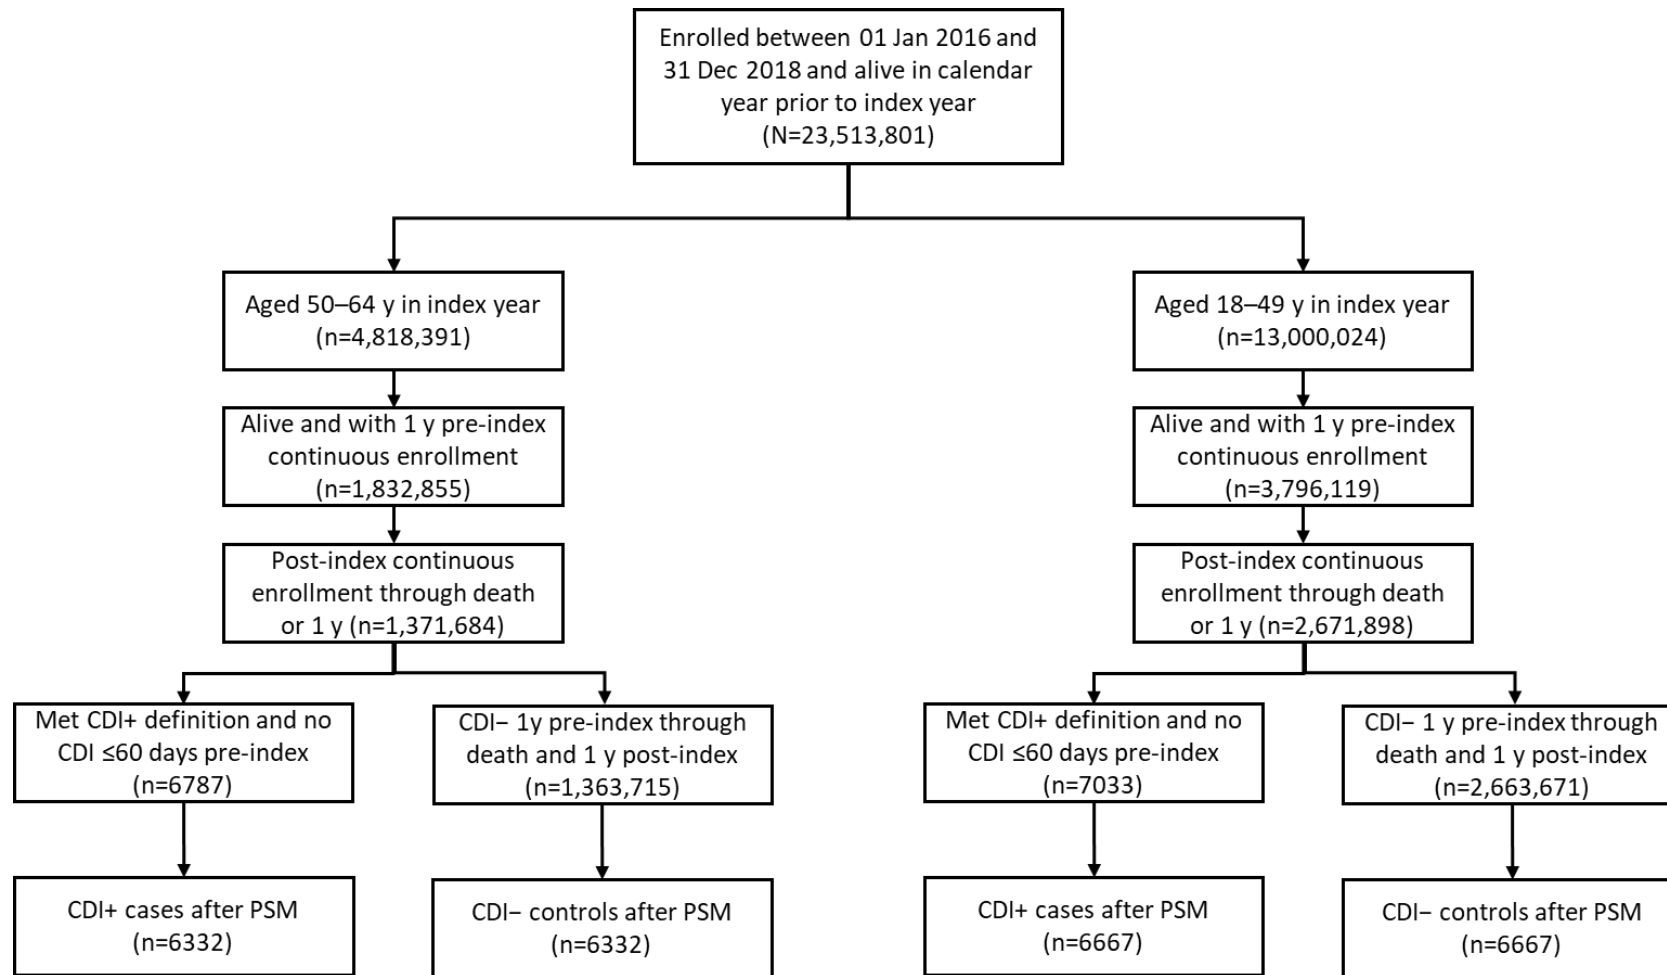 Enrolled between 01 Jan 2016 and
31 Dec 2018 and alive in calendar
year prior to index year
(N=23,513,801)
Aged 50–64 y in index year
(n=4,818,391)
Aged 18–49 y in index year
(n=13,000,024)
Alive and with 1 y pre-index
continuous enrollment
(n=1,832,855)
Alive and with 1 y pre-index
continuous enrollment
(n=3,796,119)
Post-index continuous
enrollment through death
or 1 y (n=1,371,684)
Post-index continuous
enrollment through death
or 1 y (n=2,671,898)
Met CDI+ definition and no
CDI ≤60 days pre-index
(n=6787)
CDI− 1y pre-index through
death and 1 y post-index
(n=1,363,715)
Met CDI+ definition and no
CDI ≤60 days pre-index
(n=7033)
CDI− 1 y pre-index through
death and 1 y post-index
(n=2,663,671)
CDI+ cases after PSM
(n=6332)
CDI− controls after PSM
(n=6332)
CDI+ cases after PSM
(n=6667)
CDI− controls after PSM
(n=6667)